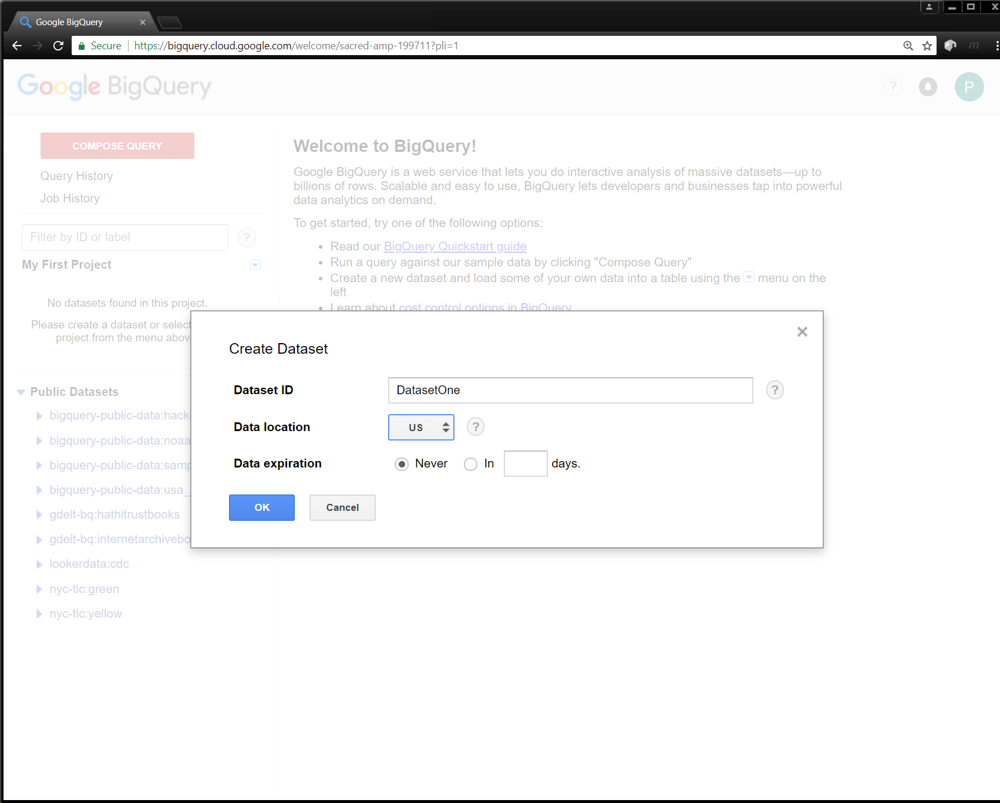 Google BigQuery
Secure
https://bigquery.cloud.google.com/welcome/sacred-amp-199711?pli=1
m
Google BigQuery
?
P
COMPOSE QUERY
Query History
Job History
Filter by ID or label
?
My First Project
No datasets found in this project.
Please create a dataset or select
project from the menu above
Public Datasets
bigquery-public-data:hack
bigquery-public-data:noaa
bigquery-public-data:samp
bigquery-public-data:usa_
gdelt-bq:hathitrustbooks
gdelt-bq:internetarchivebo
lookerdata:cdc
nyc-tlc:green
nyc-tlc:yellow
Welcome to BigQuery!
Google BigQuery is a web service that lets you do interactive analysis of massive datasets—up to
billions of rows. Scalable and easy to use, BigQuery lets developers and businesses tap into powerful
data analytics on demand.
To get started, try one of the following options:
• Read our BigQuery Quickstart guide
• Run a query against our sample data by clicking "Compose Query"
• Create a new dataset and load some of your own data into a table using the menu on the
left
• Learn about cost control options in BigQuery
Create Dataset
Dataset ID
DatasetOne
?
Data location
US
?
Data expiration
Never
In
days.
OK
Cancel